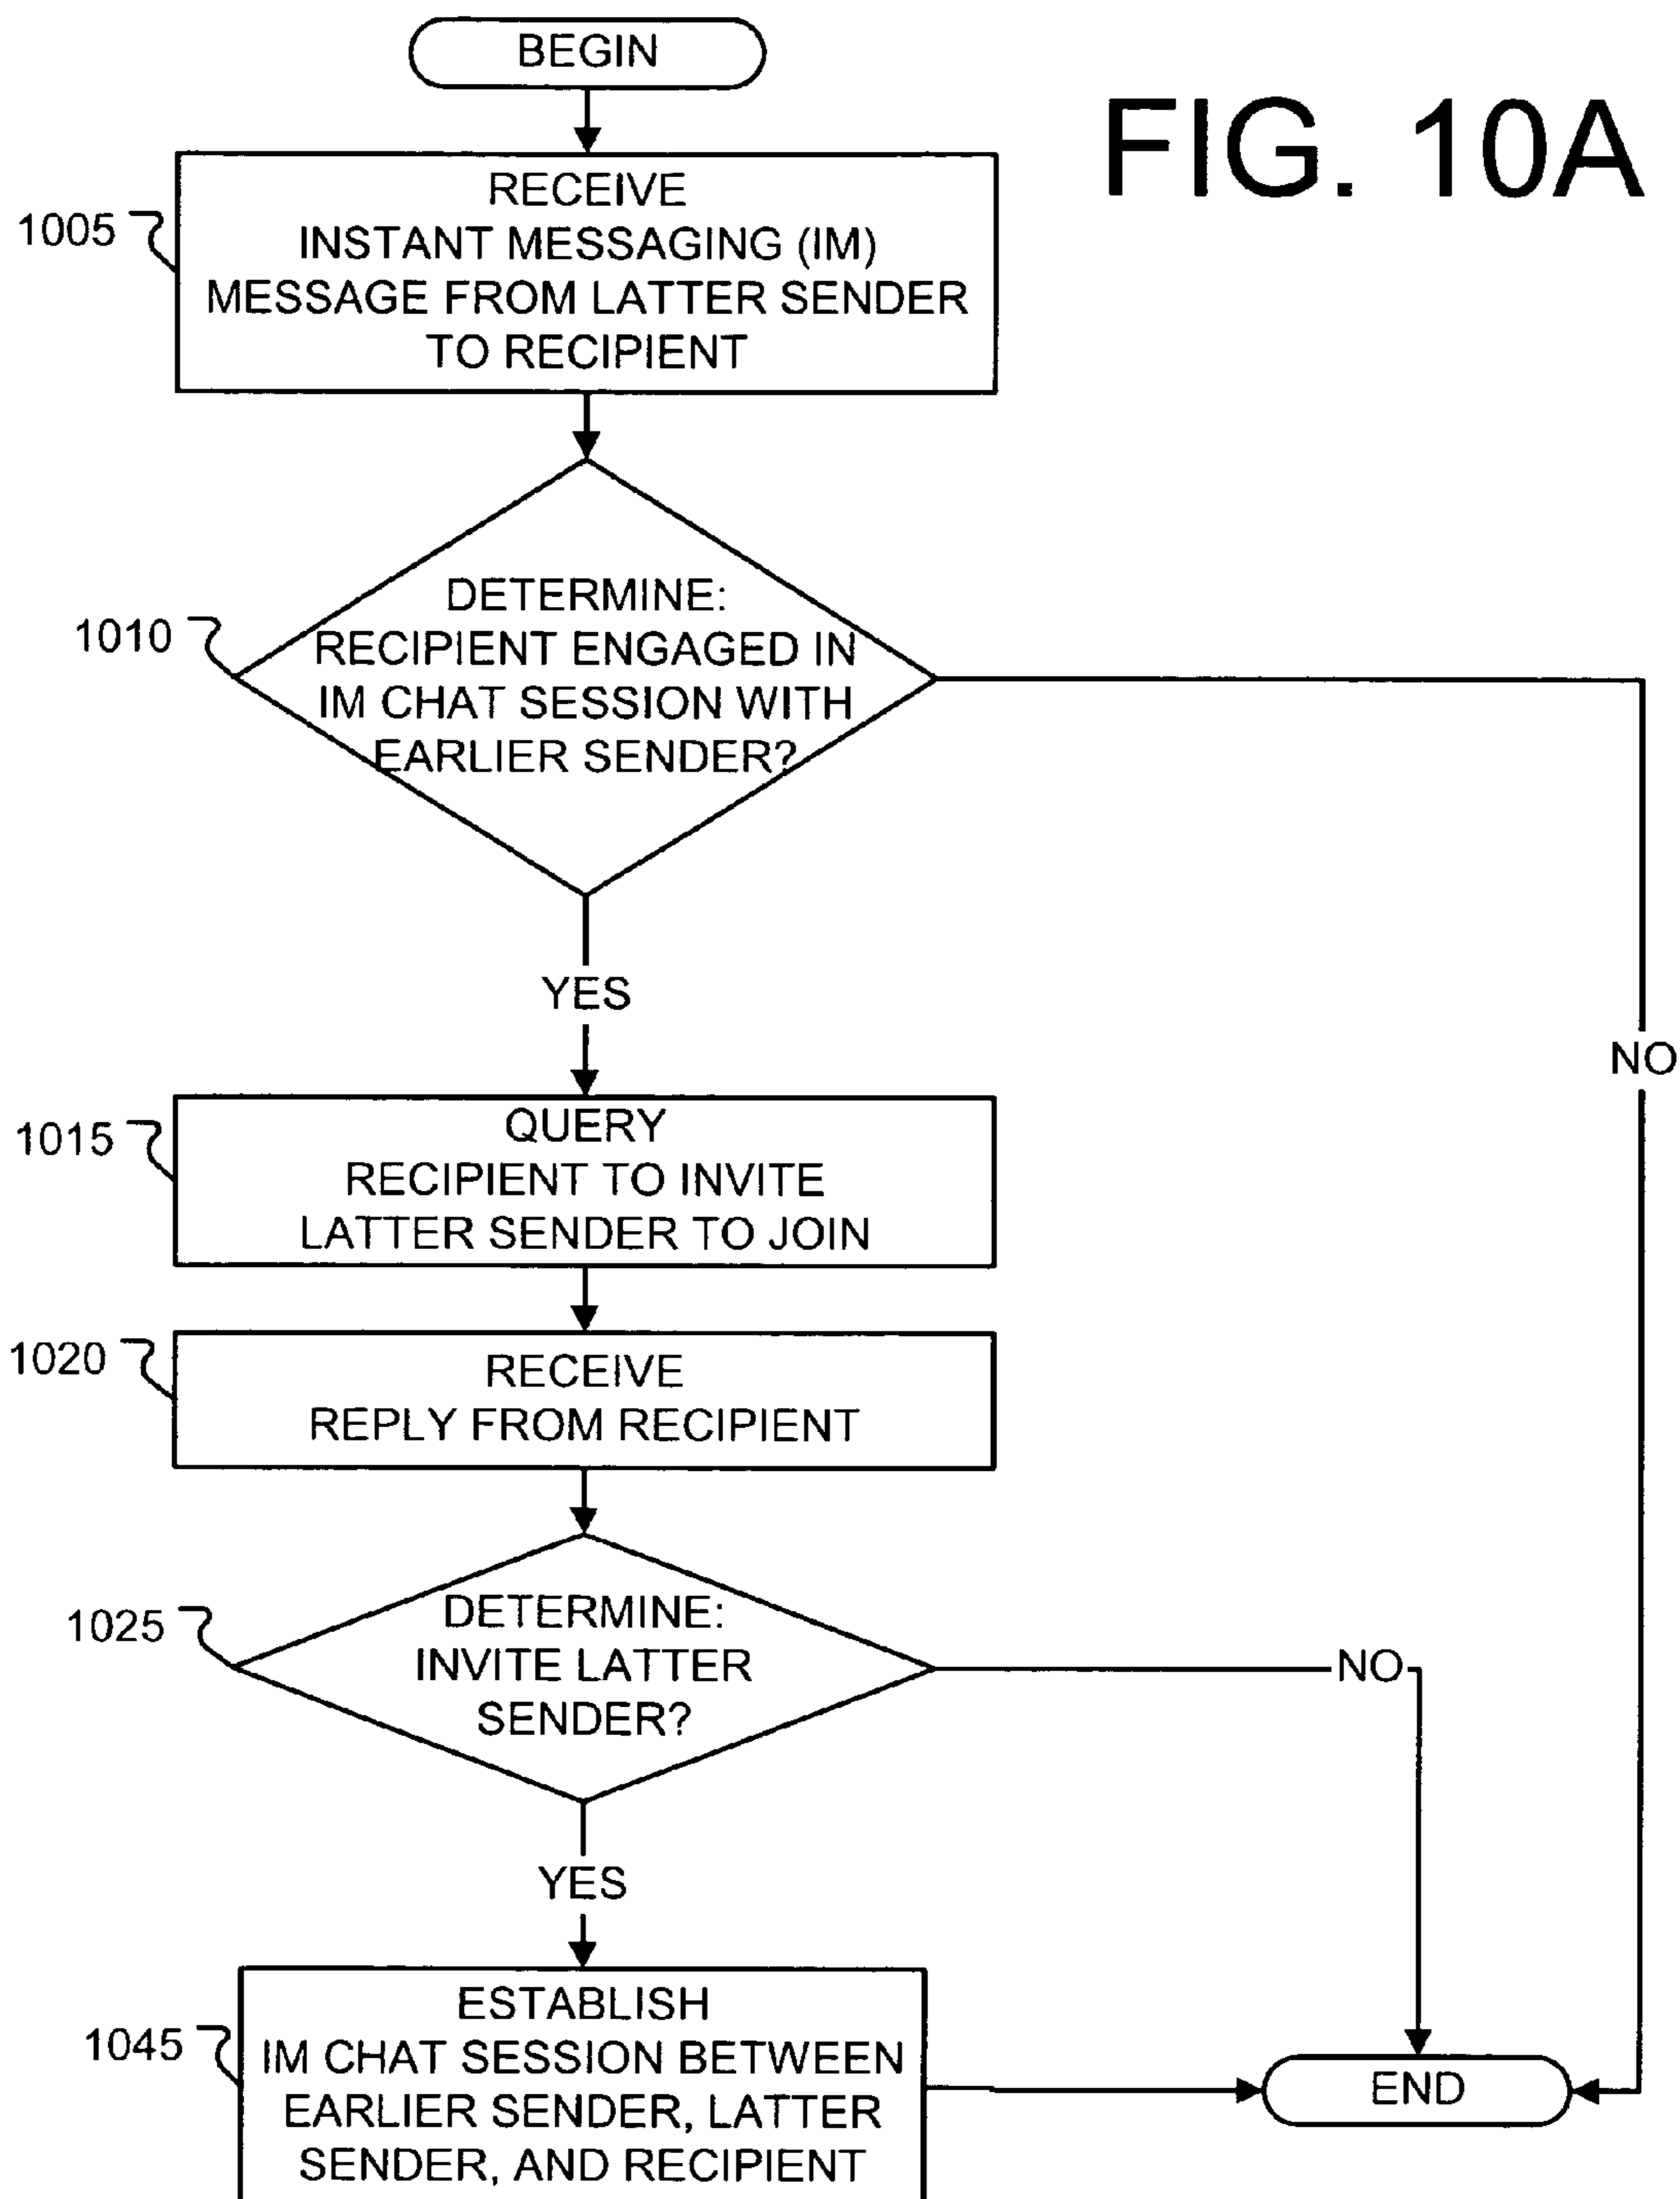 BEGIN
FIG. 10A
1005
RECEIVE
INSTANT MESSAGING (IM)
MESSAGE FROM LATTER SENDER
TO RECIPIENT
1010
DETERMINE:
RECIPIENT ENGAGED IN
IM CHAT SESSION WITH
EARLIER SENDER?
YES
NO
1015
QUERY
RECIPIENT TO INVITE
LATTER SENDER TO JOIN
1020
RECEIVE
REPLY FROM RECIPIENT
1025
DETERMINE:
INVITE LATTER
SENDER?
NO
YES
1045
ESTABLISH
IM CHAT SESSION BETWEEN
EARLIER SENDER, LATTER
SENDER, AND RECIPIENT
END